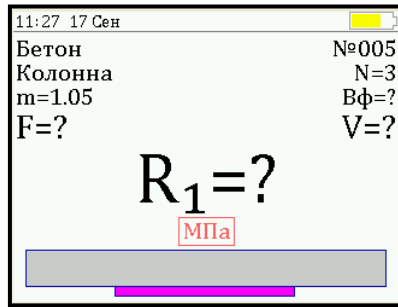 11:27 17 Сен
Бетон №005
Колонна N=3
m=1.05 Вф=?
F=? V=?
R₁=?
МПа